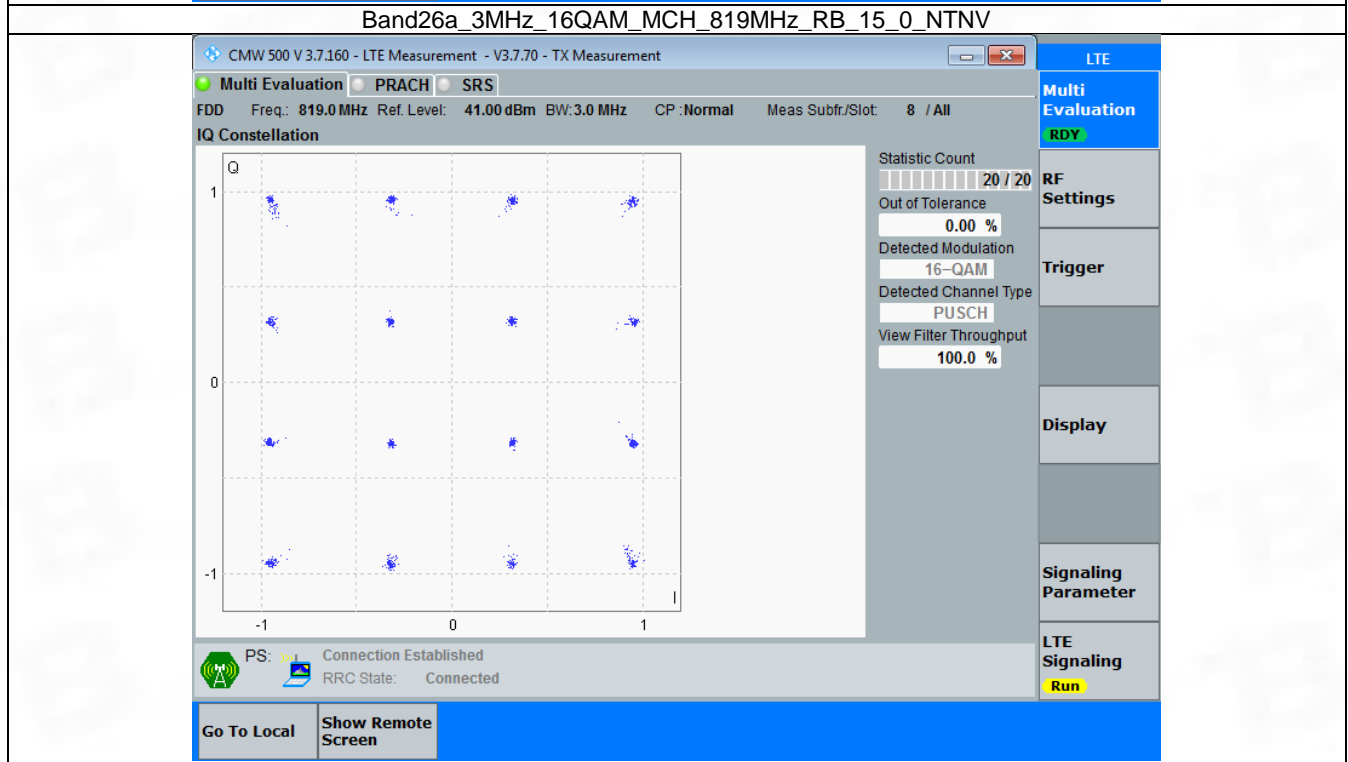 Band26a_3MHz_16QAM_MCH_819MHz_RB_15_0_NTNV
CMW 500 V 3.7.160 - LTE Measurement - V3.7.70 - TX Measurement
LTE
Multi Evaluation PRACH SRS
FDD Freq.: 819.0 MHz Ref. Level: 41.00 dBm BW: 3.0 MHz CP : Normal Meas Subfr./Slot: 8 / All
IQ Constellation
Q
1
0
-1
I
-1 0 1
Statistic Count
20 / 20
Out of Tolerance
0.00 %
Detected Modulation
16-QAM
Detected Channel Type
PUSCH
View Filter Throughput
100.0 %
Multi
Evaluation
RDY
RF
Settings
Trigger
Display
Signaling
Parameter
LTE
Signaling
Run
PS: Connection Established
RRC State: Connected
Go To Local
Show Remote
Screen